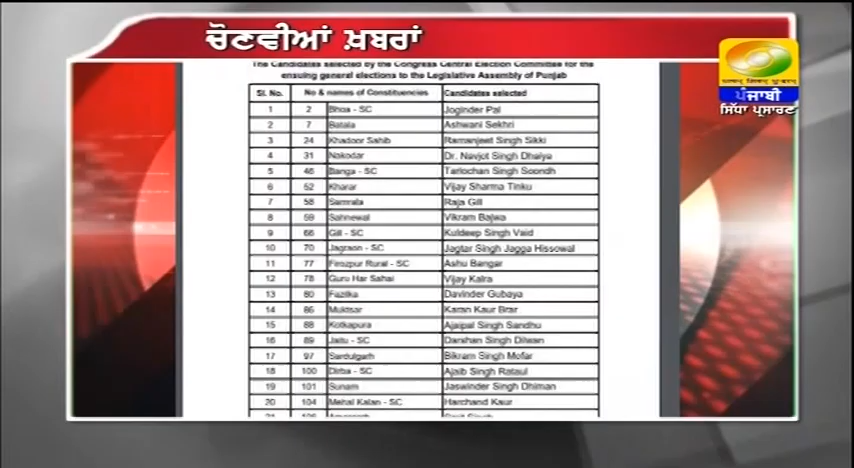 ਚੋਣਵੀਆਂ ਖ਼ਬਰਾਂ
ਪੰਜਾਬੀ
ਸਿੱਧਾ ਪ੍ਰਸਾਰਣ
The Candidates selected by the Congress Central Election Committee for the
ensuing general elections to the Legislative Assembly of Punjab
Sl. No. No & names of Constituencies Candidates selected
1 2 Bhoa - SC Joginder Pal
2 7 Batala Ashwani Sekhri
3 24 Khadoor Sahib Ramanjeet Singh Sikki
4 31 Nakodar Dr. Navjot Singh Dahiya
5 46 Banga - SC Tarlochan Singh Soondh
6 52 Kharar Vijay Sharma Tinku
7 58 Samrala Raja Gill
8 59 Sahnewal Vikram Bajwa
9 66 Gill - SC Kuldeep Singh Vaid
10 70 Jagraon - SC Jagtar Singh Jagga Hissowal
11 77 Firozpur Rural - SC Ashu Bangar
12 78 Guru Har Sahai Vijay Kalra
13 80 Fazilka Davinder Gubaya
14 86 Muktsar Karan Kaur Brar
15 88 Kotkapura Ajaipal Singh Sandhu
16 89 Jaitu - SC Darshan Singh Dilwan
17 97 Sardulgarh Bikram Singh Mofar
18 100 Dirba - SC Ajaib Singh Rataul
19 101 Sunam Jaswinder Singh Dhiman
20 104 Mehal Kalan - SC Harchand Kaur
21